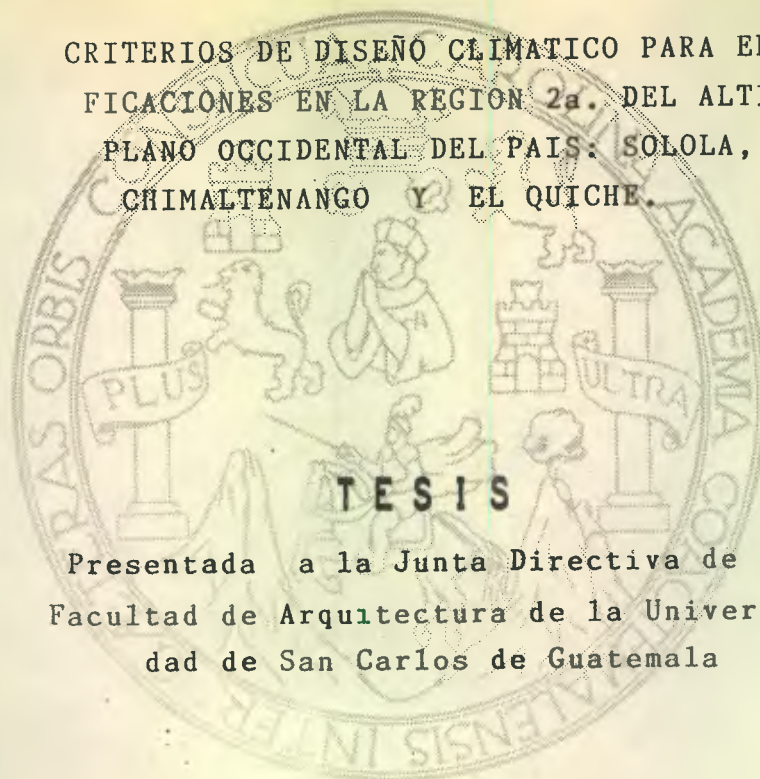 CRITERIOS DE DISEÑO CLIMATICO PARA E
FICACIONES EN LA REGION 2a. DEL ALTI
PLANO OCCIDENTAL DEL PAIS: SOLOLA,
CHIMALTENANGO Y EL QUICHE.
PLUS
ULTRA
TESIS
Presentada a la Junta Directiva de
Facultad de Arquitectura de la Univer
dad de San Carlos de Guatemala